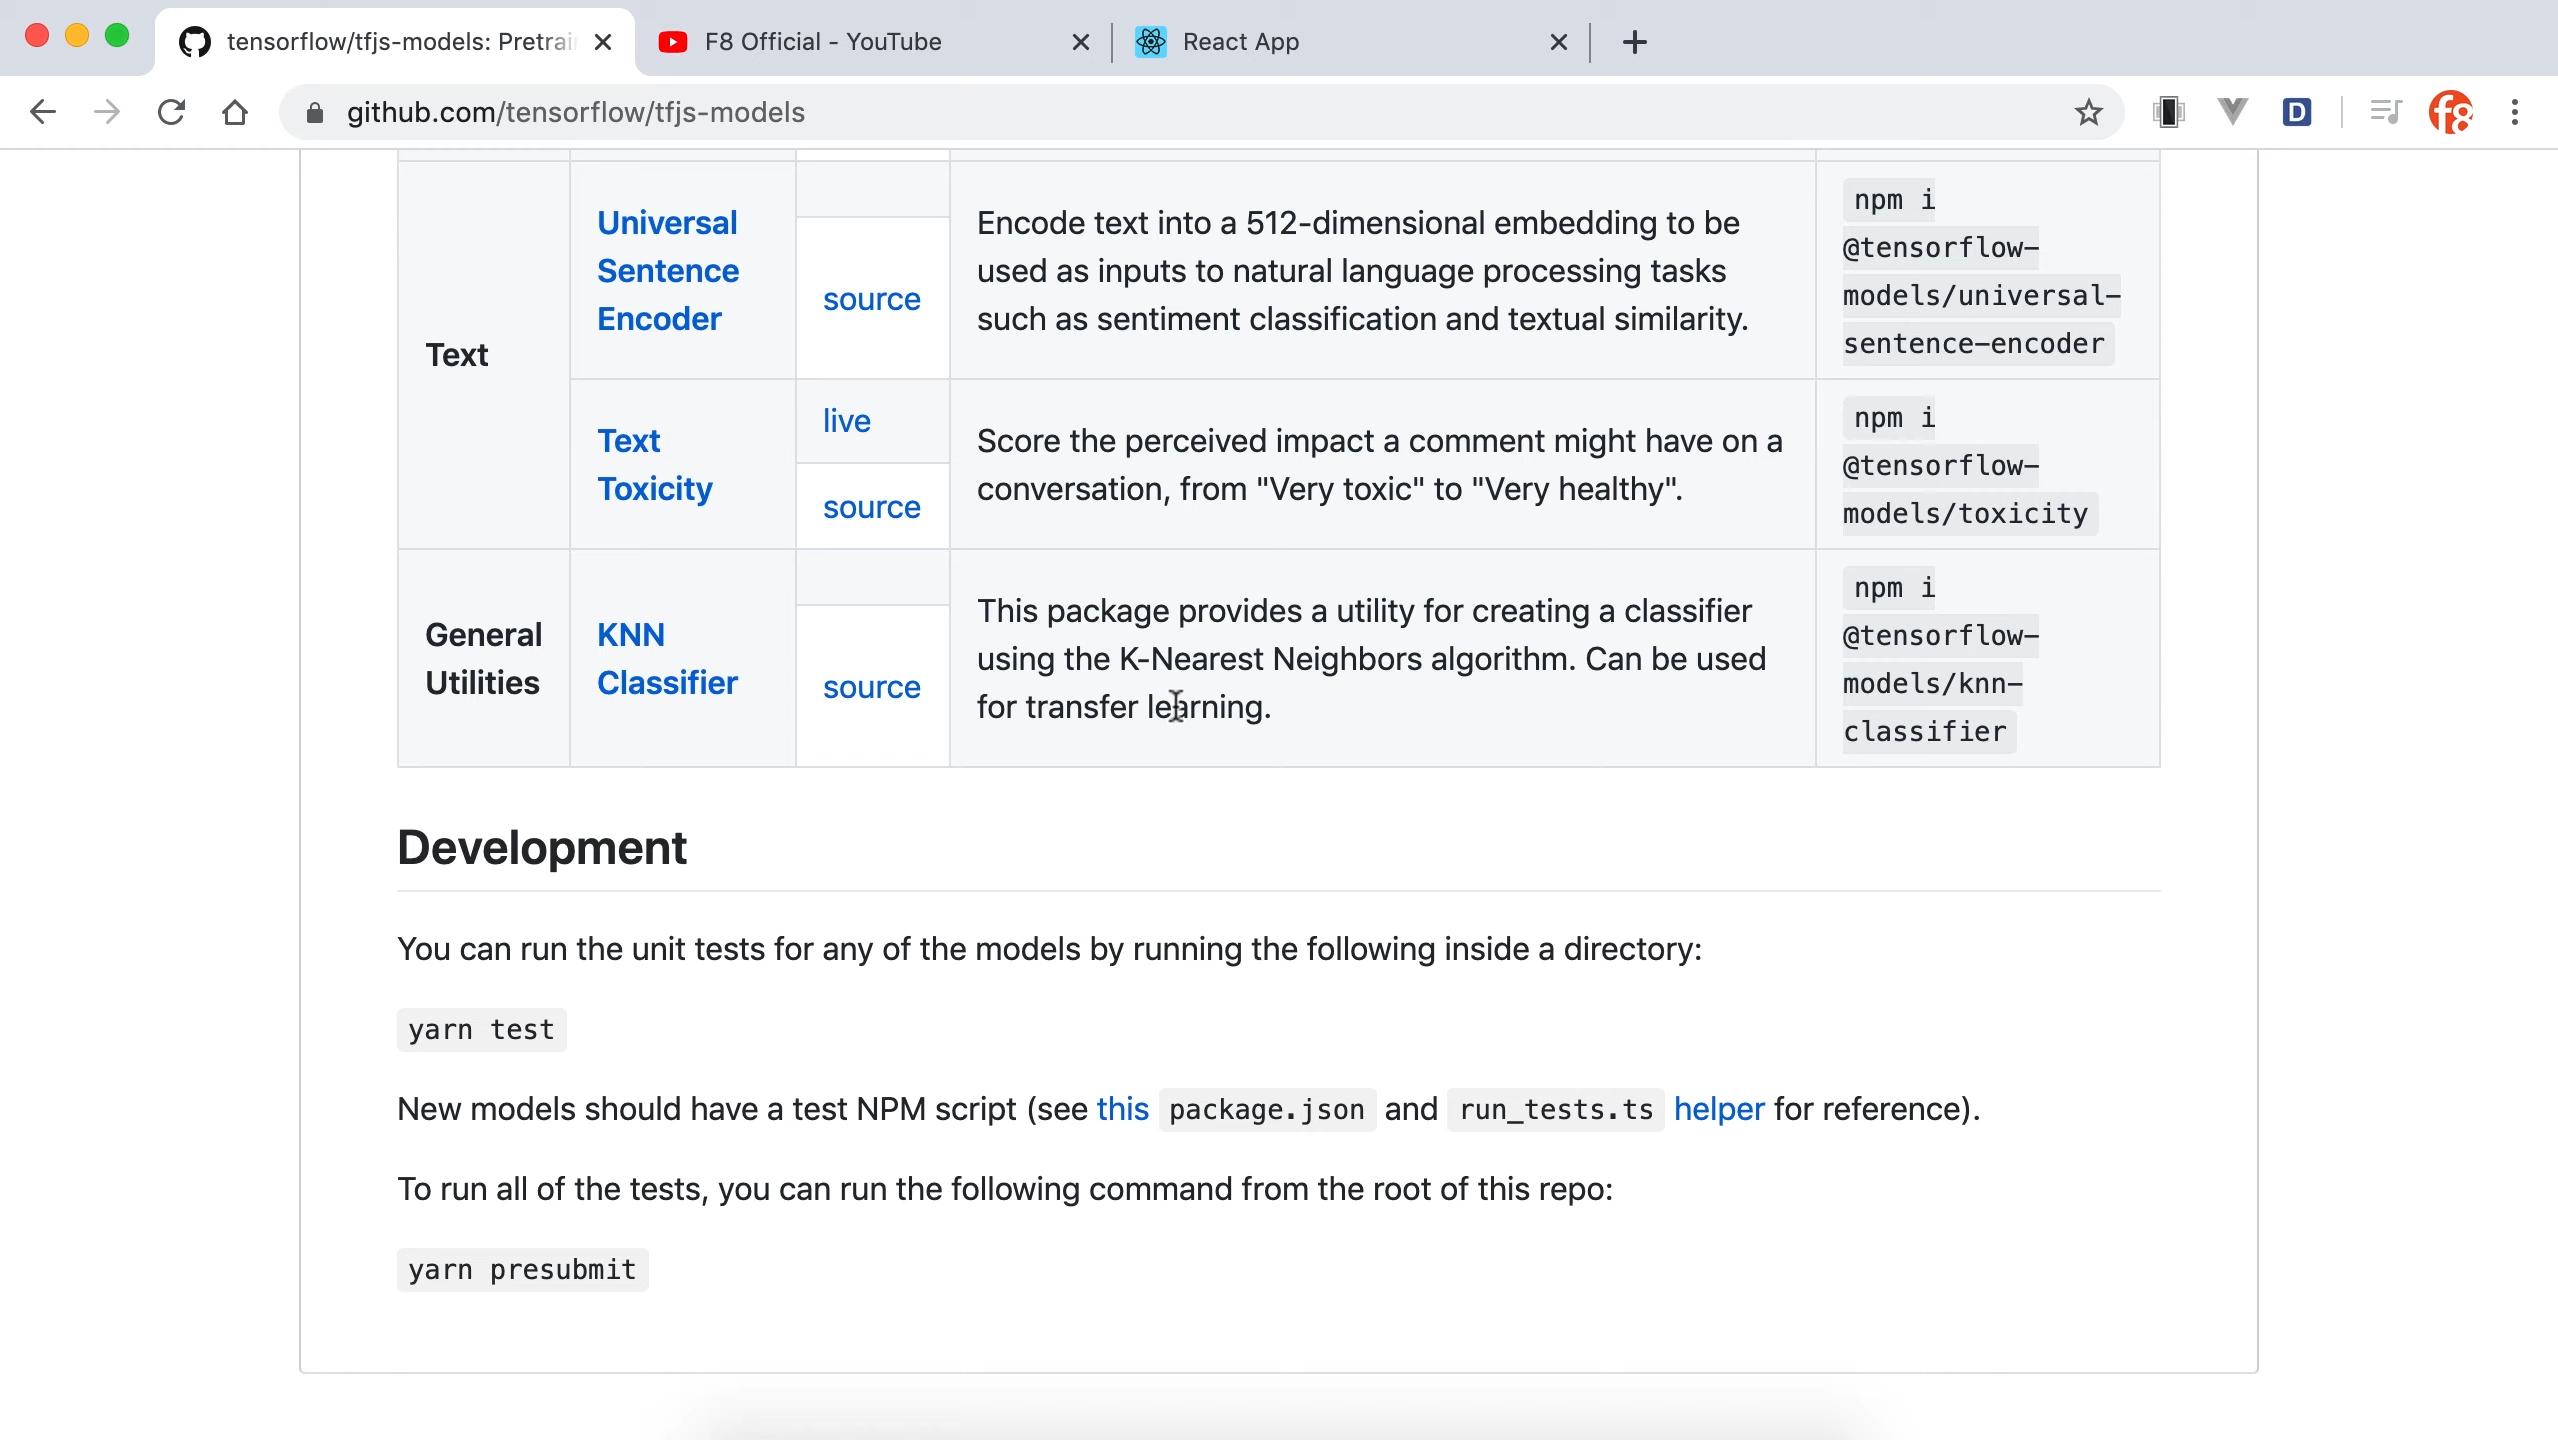 tensorflow/tfjs-models: Pretrai
F8 Official - YouTube
React App
github.com/tensorflow/tfjs-models
D
f8
Text
Universal
Sentence
Encoder
source
Encode text into a 512-dimensional embedding to be
used as inputs to natural language processing tasks
such as sentiment classification and textual similarity.
npm i
@tensorflow-
models/universal-
sentence-encoder
Text
Toxicity
live
source
Score the perceived impact a comment might have on a
conversation, from "Very toxic" to "Very healthy".
npm i
@tensorflow-
models/toxicity
General
Utilities
KNN
Classifier
source
This package provides a utility for creating a classifier
using the K-Nearest Neighbors algorithm. Can be used
for transfer learning.
npm i
@tensorflow-
models/knn-
classifier
Development
You can run the unit tests for any of the models by running the following inside a directory:
yarn test
New models should have a test NPM script (see this package.json and run_tests.ts helper for reference).
To run all of the tests, you can run the following command from the root of this repo:
yarn presubmit